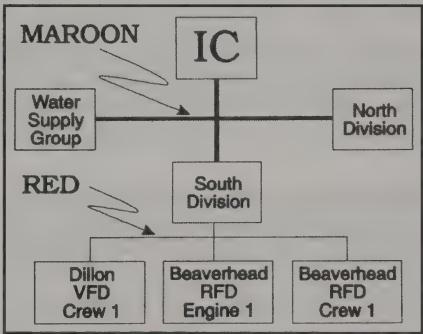 MAROON
IC
Water
Supply
Group
North
Division
RED
South
Division
Dillon
VFD
Crew 1
Beaverhead
RFD
Engine 1
Beaverhead
RFD
Crew 1